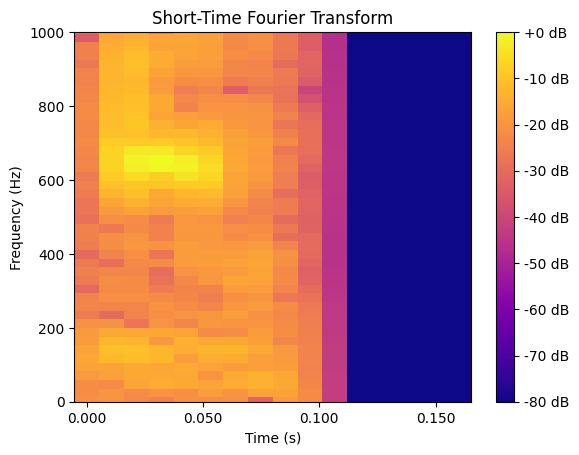 Short-Time Fourier Transform
1000
800
600
400
200
0
Frequency (Hz)
0.000
0.050
0.100
0.150
Time (s)
+0 dB
-10 dB
-20 dB
-30 dB
-40 dB
-50 dB
-60 dB
-70 dB
-80 dB